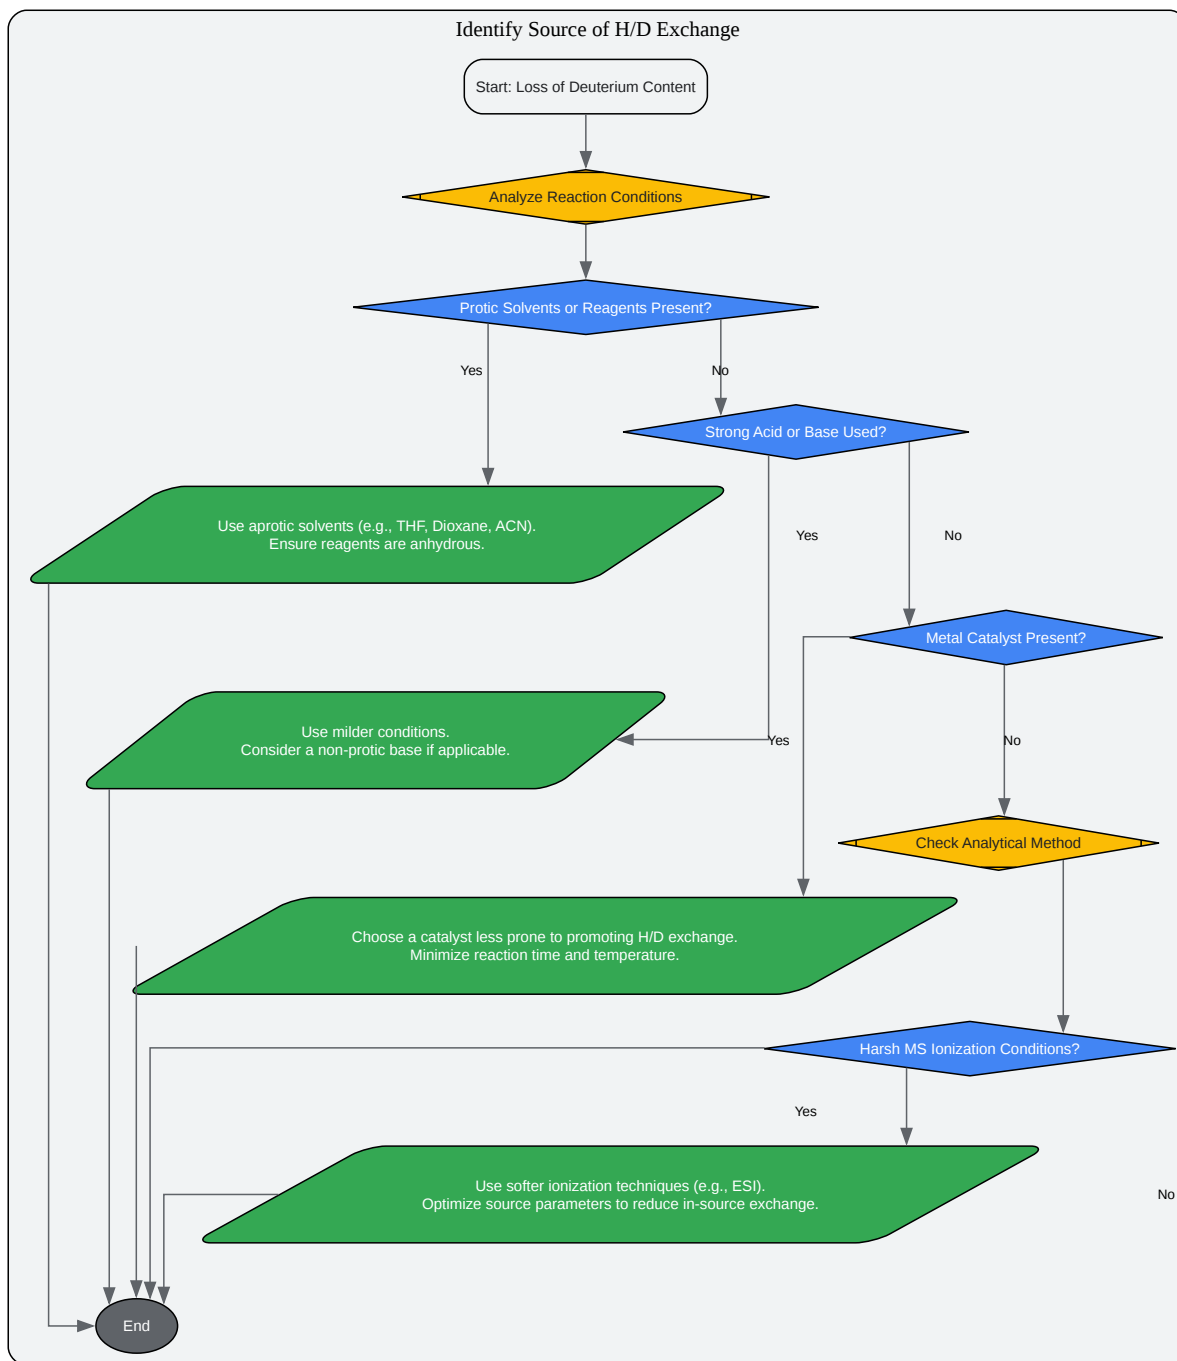 Identify Source of H/D Exchange
Start: Loss of Deuterium Content
Analyze Reaction Conditions
Protic Solvents or Reagents Present?
Yes
No
Strong Acid or Base Used?
Use aprotic solvents (e.g., THF, Dioxane, ACN).
Ensure reagents are anhydrous.
Yes
No
Metal Catalyst Present?
Use milder conditions.
Consider a non-protic base if applicable.
Yes
No
Check Analytical Method
Choose a catalyst less prone to promoting H/D exchange.
Minimize reaction time and temperature.
Harsh MS Ionization Conditions?
Yes
Use softer ionization techniques (e.g., ESI).
Optimize source parameters to reduce in-source exchange.
No
End